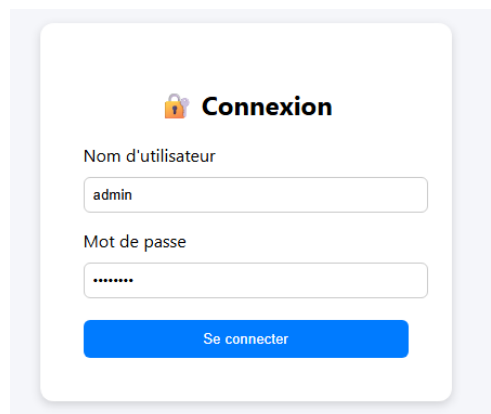 🔐 Connexion
Nom d'utilisateur
admin
Mot de passe
••••••••
Se connecter